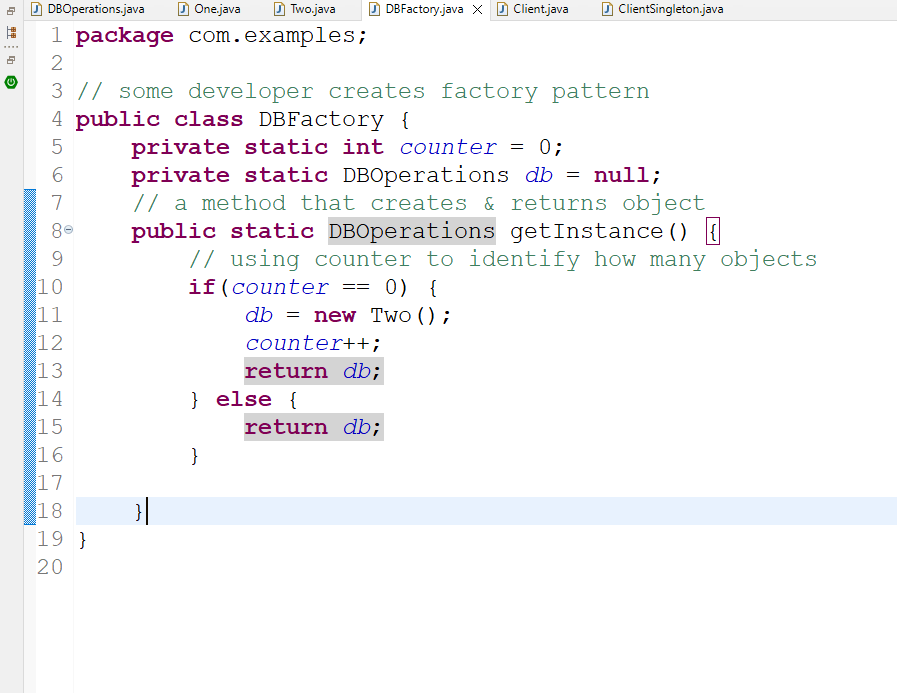 DBOperations.java One.java Two.java DBFactory.java Client.java ClientSingleton.java
1 package com.examples;
2
3 // some developer creates factory pattern
4 public class DBFactory {
5     private static int counter = 0;
6     private static DBOperations db = null;
7     // a method that creates & returns object
8     public static DBOperations getInstance() {
9         // using counter to identify how many objects
10         if(counter == 0) {
11             db = new Two();
12             counter++;
13             return db;
14         } else {
15             return db;
16         }
17
18     }
19 }
20